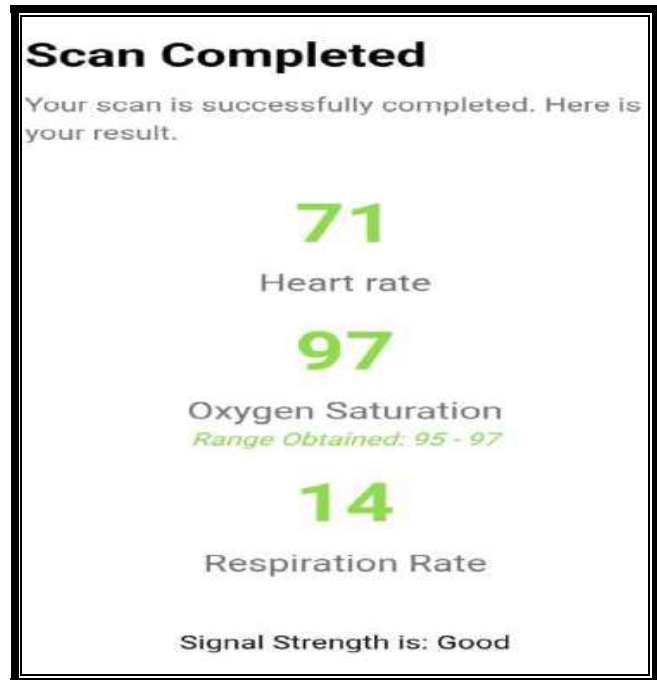 Scan Completed
Your scan is successfully completed. Here is
your result.
71
Heart rate
97
Oxygen Saturation
Range Obtained: 95 - 97
14
Respiration Rate
Signal Strength is: Good